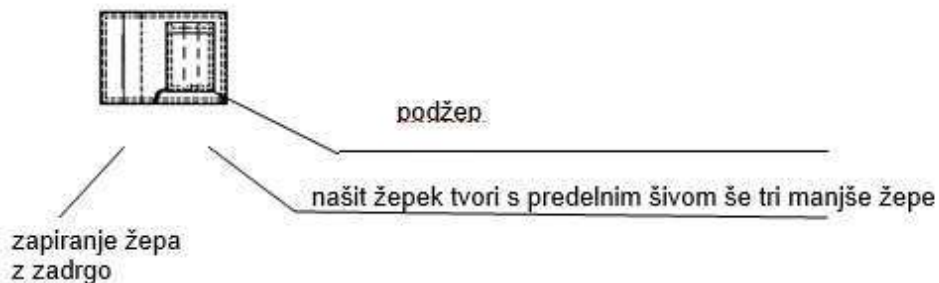 podžep
našit žepek tvori s predelnim šivom še tri manjše žepe
zapiranje žepa
z zadrgo